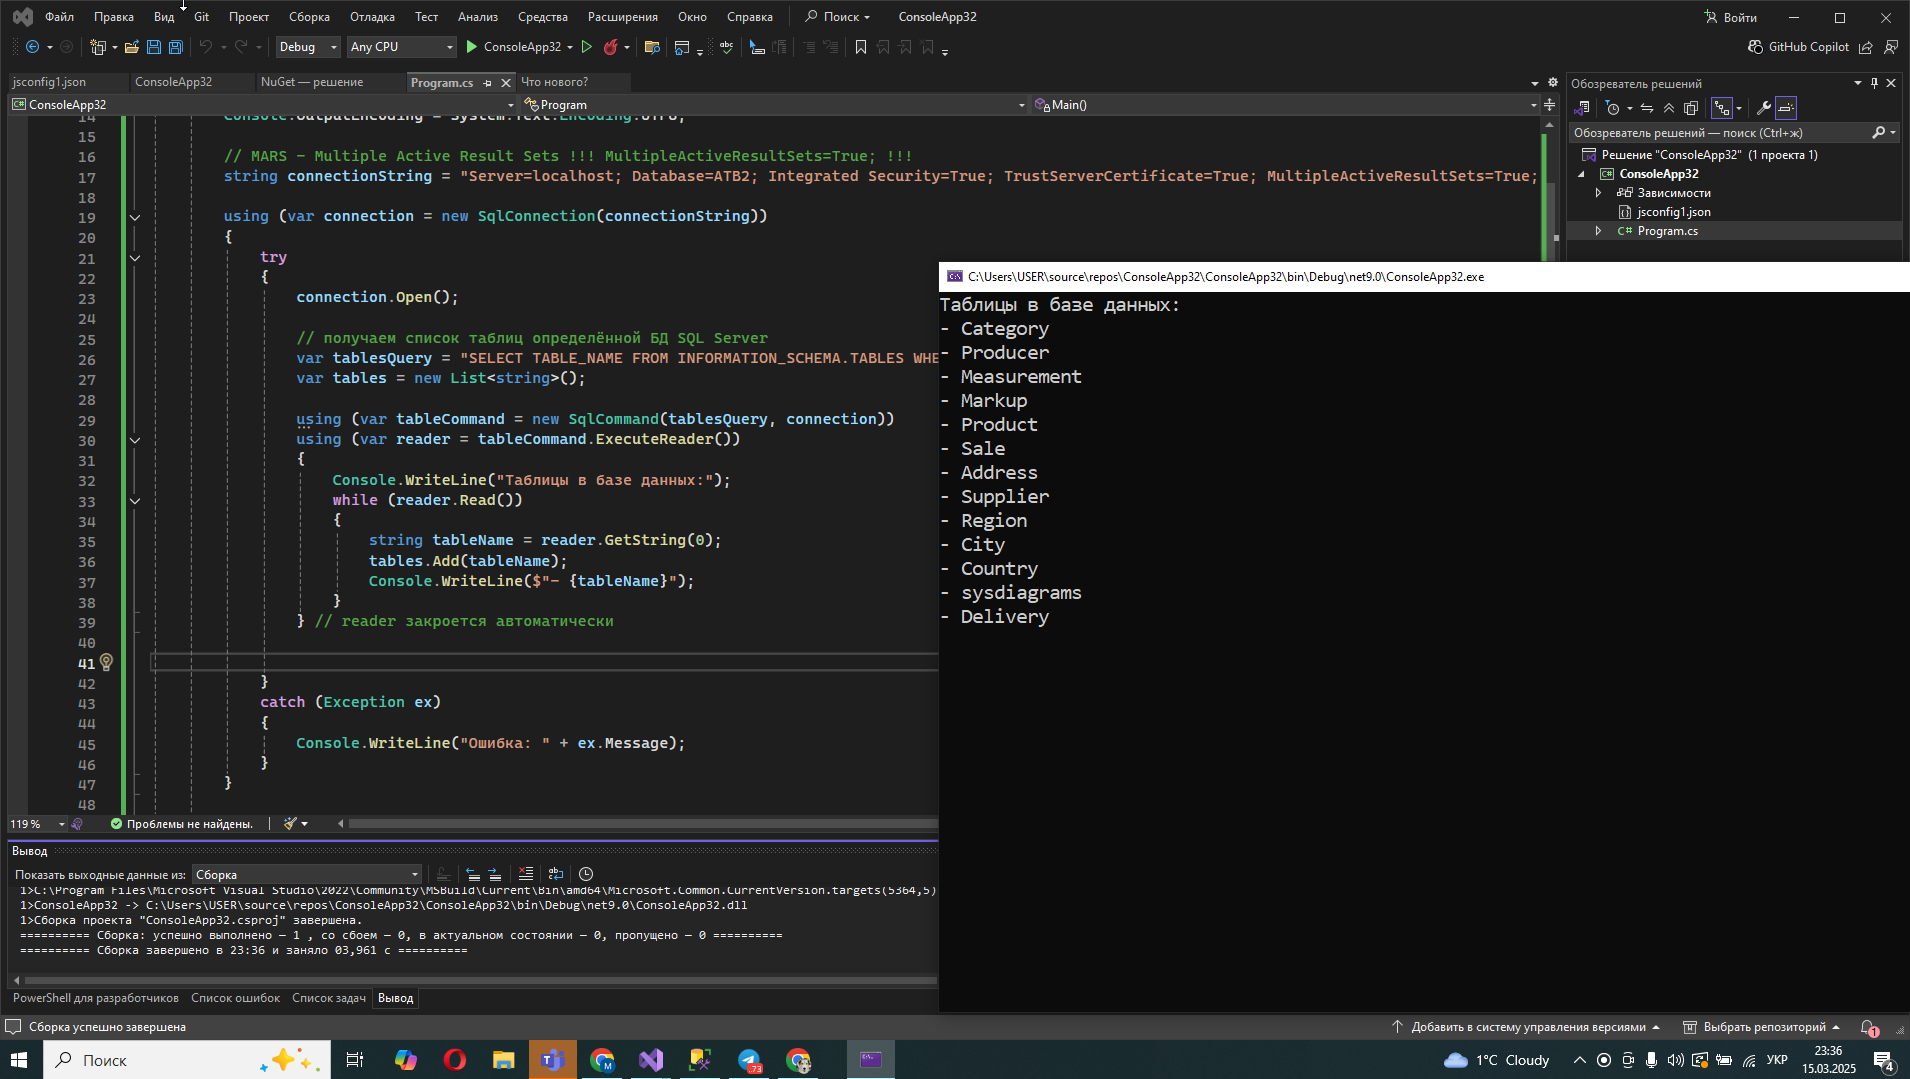 Файл Правка Вид Git Проект Сборка Отладка Тест Анализ Средства Расширения Окно Справка Поиск ConsoleApp32 Войти
Debug Any CPU ConsoleApp32 GitHub Copilot
jsconfig1.json ConsoleApp32 NuGet — решение Program.cs Что нового?
ConsoleApp32 Program Main()
14 Console.OutputEncoding = System.Text.Encoding.UTF8;
15
16 // MARS - Multiple Active Result Sets !!! MultipleActiveResultSets=True; !!!
17 string connectionString = "Server=localhost; Database=ATB2; Integrated Security=True; TrustServerCertificate=True; MultipleActiveResultSets=True;
18
19 using (var connection = new SqlConnection(connectionString))
20 {
21 try
22 {
23 connection.Open();
24
25 // получаем список таблиц определённой БД SQL Server
26 var tablesQuery = "SELECT TABLE_NAME FROM INFORMATION_SCHEMA.TABLES WHE
27 var tables = new List<string>();
28
29 using (var tableCommand = new SqlCommand(tablesQuery, connection))
30 using (var reader = tableCommand.ExecuteReader())
31 {
32 Console.WriteLine("Таблицы в базе данных:");
33 while (reader.Read())
34 {
35 string tableName = reader.GetString(0);
36 tables.Add(tableName);
37 Console.WriteLine($"- {tableName}");
38 }
39 } // reader закроется автоматически
40
41
42 }
43 catch (Exception ex)
44 {
45 Console.WriteLine("Ошибка: " + ex.Message);
46 }
47 }
48
119 % Проблемы не найдены.
Обозреватель решений
Обозреватель решений — поиск (Ctrl+ж)
Решение "ConsoleApp32" (1 проекта 1)
ConsoleApp32
Зависимости
jsconfig1.json
C# Program.cs
C:\Users\USER\source\repos\ConsoleApp32\ConsoleApp32\bin\Debug\net9.0\ConsoleApp32.exe
Таблицы в базе данных:
- Category
- Producer
- Measurement
- Markup
- Product
- Sale
- Address
- Supplier
- Region
- City
- Country
- sysdiagrams
- Delivery
Вывод
Показать выходные данные из: Сборка
1>C:\Program Files\Microsoft Visual Studio\2022\Community\MSBuild\Current\Bin\amd64\Microsoft.Common.CurrentVersion.targets(5364,5)
1>ConsoleApp32 -> C:\Users\USER\source\repos\ConsoleApp32\ConsoleApp32\bin\Debug\net9.0\ConsoleApp32.dll
1>Сборка проекта "ConsoleApp32.csproj" завершена.
========== Сборка: успешно выполнено — 1 , со сбоем — 0, в актуальном состоянии — 0, пропущено — 0 ==========
========== Сборка завершено в 23:36 и заняло 03,961 с ==========
PowerShell для разработчиков Список ошибок Список задач Вывод
Сборка успешно завершена Добавить в систему управления версиями Выбрать репозиторий 1
Поиск 73 1°C Cloudy УКР 23:36
15.03.2025 4